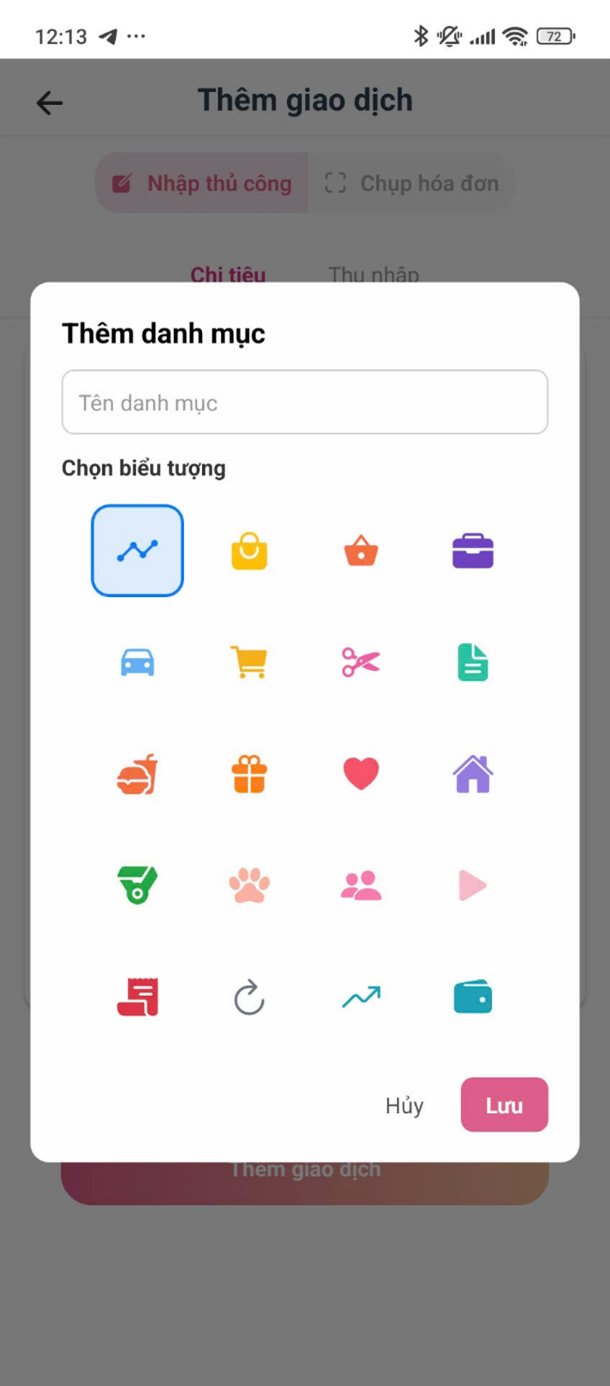 12:13
72
Thêm giao dịch
Nhập thủ công
Chụp hóa đơn
Chi tiêu
Thu nhập
Thêm danh mục
Tên danh mục
Chọn biểu tượng
Hủy
Lưu
Thêm giao dịch